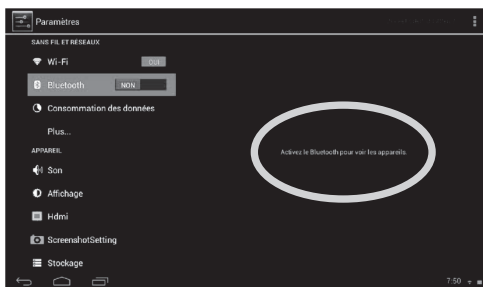 Paramètres
SANS FIL ET RÉSEAUX
Wi-Fi OUI
Bluetooth NON
Consommation des données
Plus...
Activez le Bluetooth pour voir les appareils.
APPAREIL
Son
Affichage
Hdmi
ScreenshotSetting
Stockage
7:50